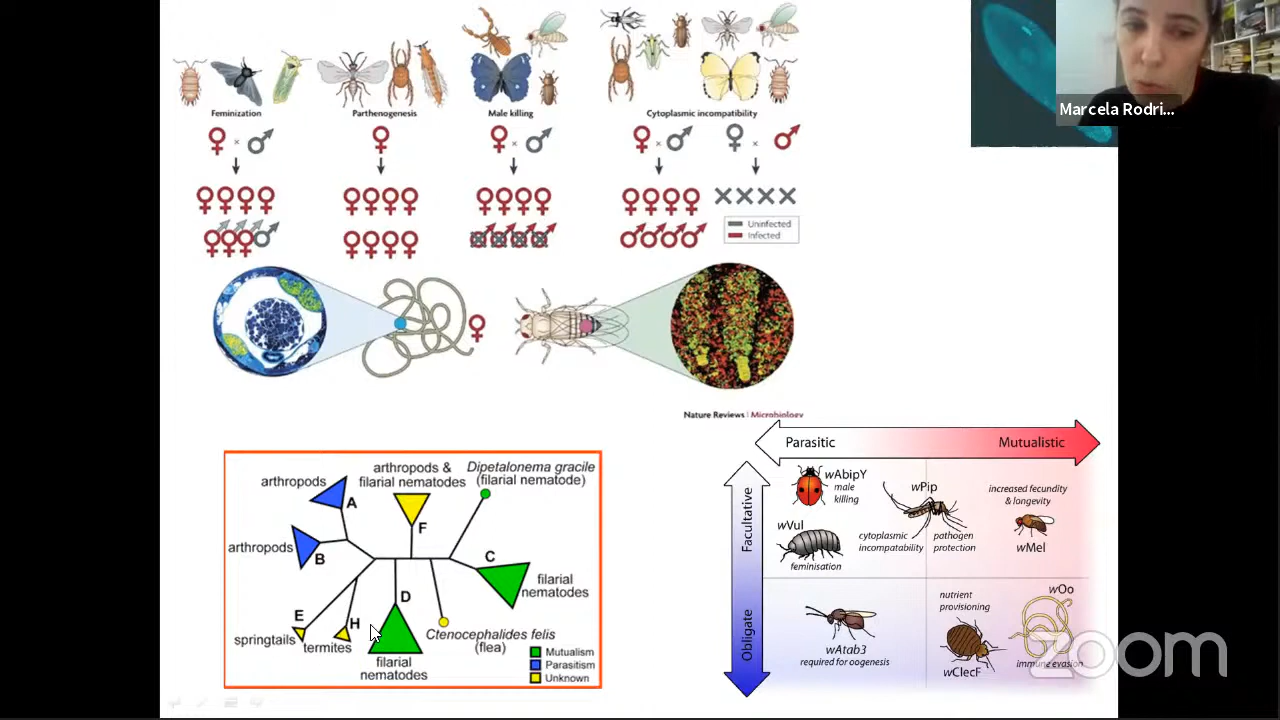 Marcela Rodri...
Feminization
Parthenogenesis
Male killing
Cytoplasmic incompatibility
Uninfected
Infected
Nature Reviews | Microbiology
arthropods
A
arthropods &
filarial nematodes
F
Dipetalonema gracile
(filarial nematode)
arthropods
B
C
filarial
nematodes
E
springtails
H
termites
D
filarial
nematodes
Ctenocephalides felis
(flea)
Mutualism
Parasitism
Unknown
Parasitic
Mutualistic
Facultative
Obligate
wAbipY
male
killing
wVul
feminisation
wPip
cytoplasmic
incompatability
pathogen
protection
increased fecundity
& longevity
wMel
wAtab3
required for oogenesis
nutrient
provisioning
wClecF
wOo
immune evasion
zoom